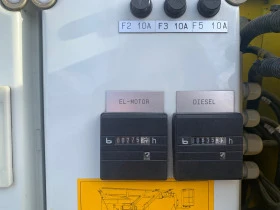 F2 10A F3 10A F5 10A
EL-MOTOR DIESEL
h h